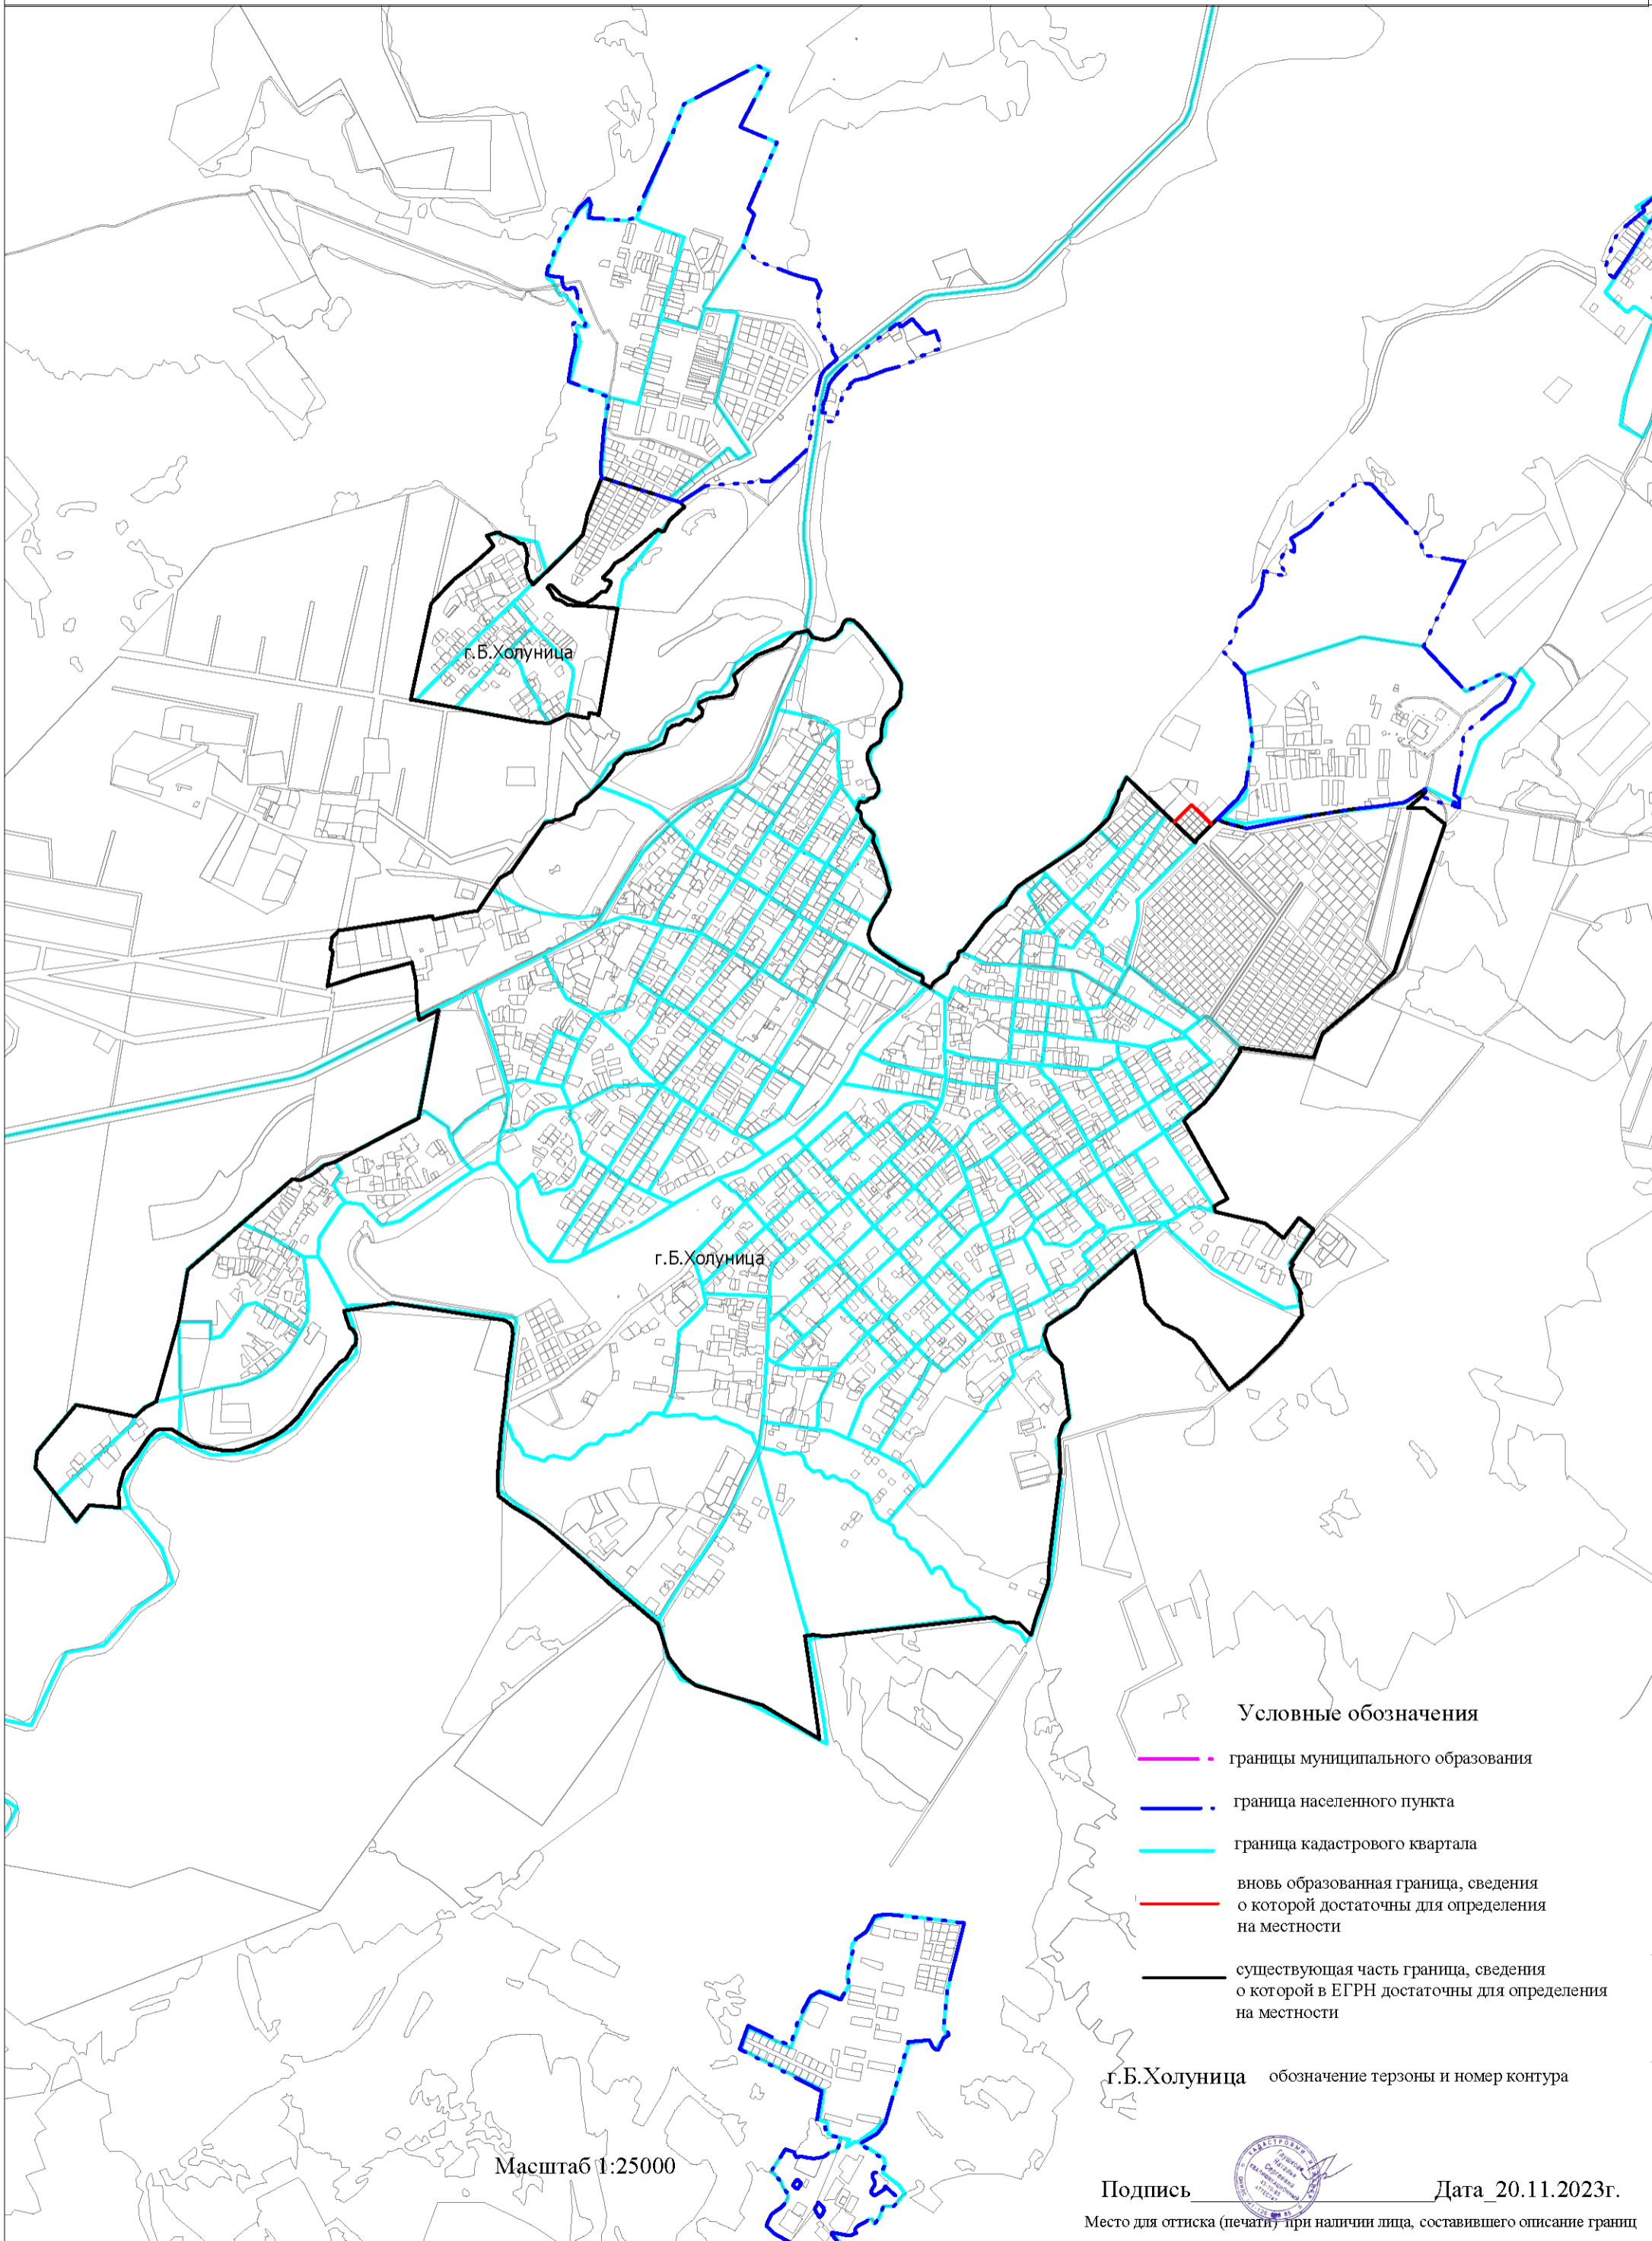 г.Б.Холуница
г.Б.Холуница
Условные обозначения
границы муниципального образования
граница населенного пункта
граница кадастрового квартала
вновь образованная граница, сведения
о которой достаточны для определения
на местности
существующая часть граница, сведения
о которой в ЕГРН достаточны для определения
на местности
г.Б.Холуница обозначение терзоны и номер контура
Масштаб 1:25000
Подпись Дата 20.11.2023г.
Место для оттиска (печати) при наличии лица, составившего описание границ